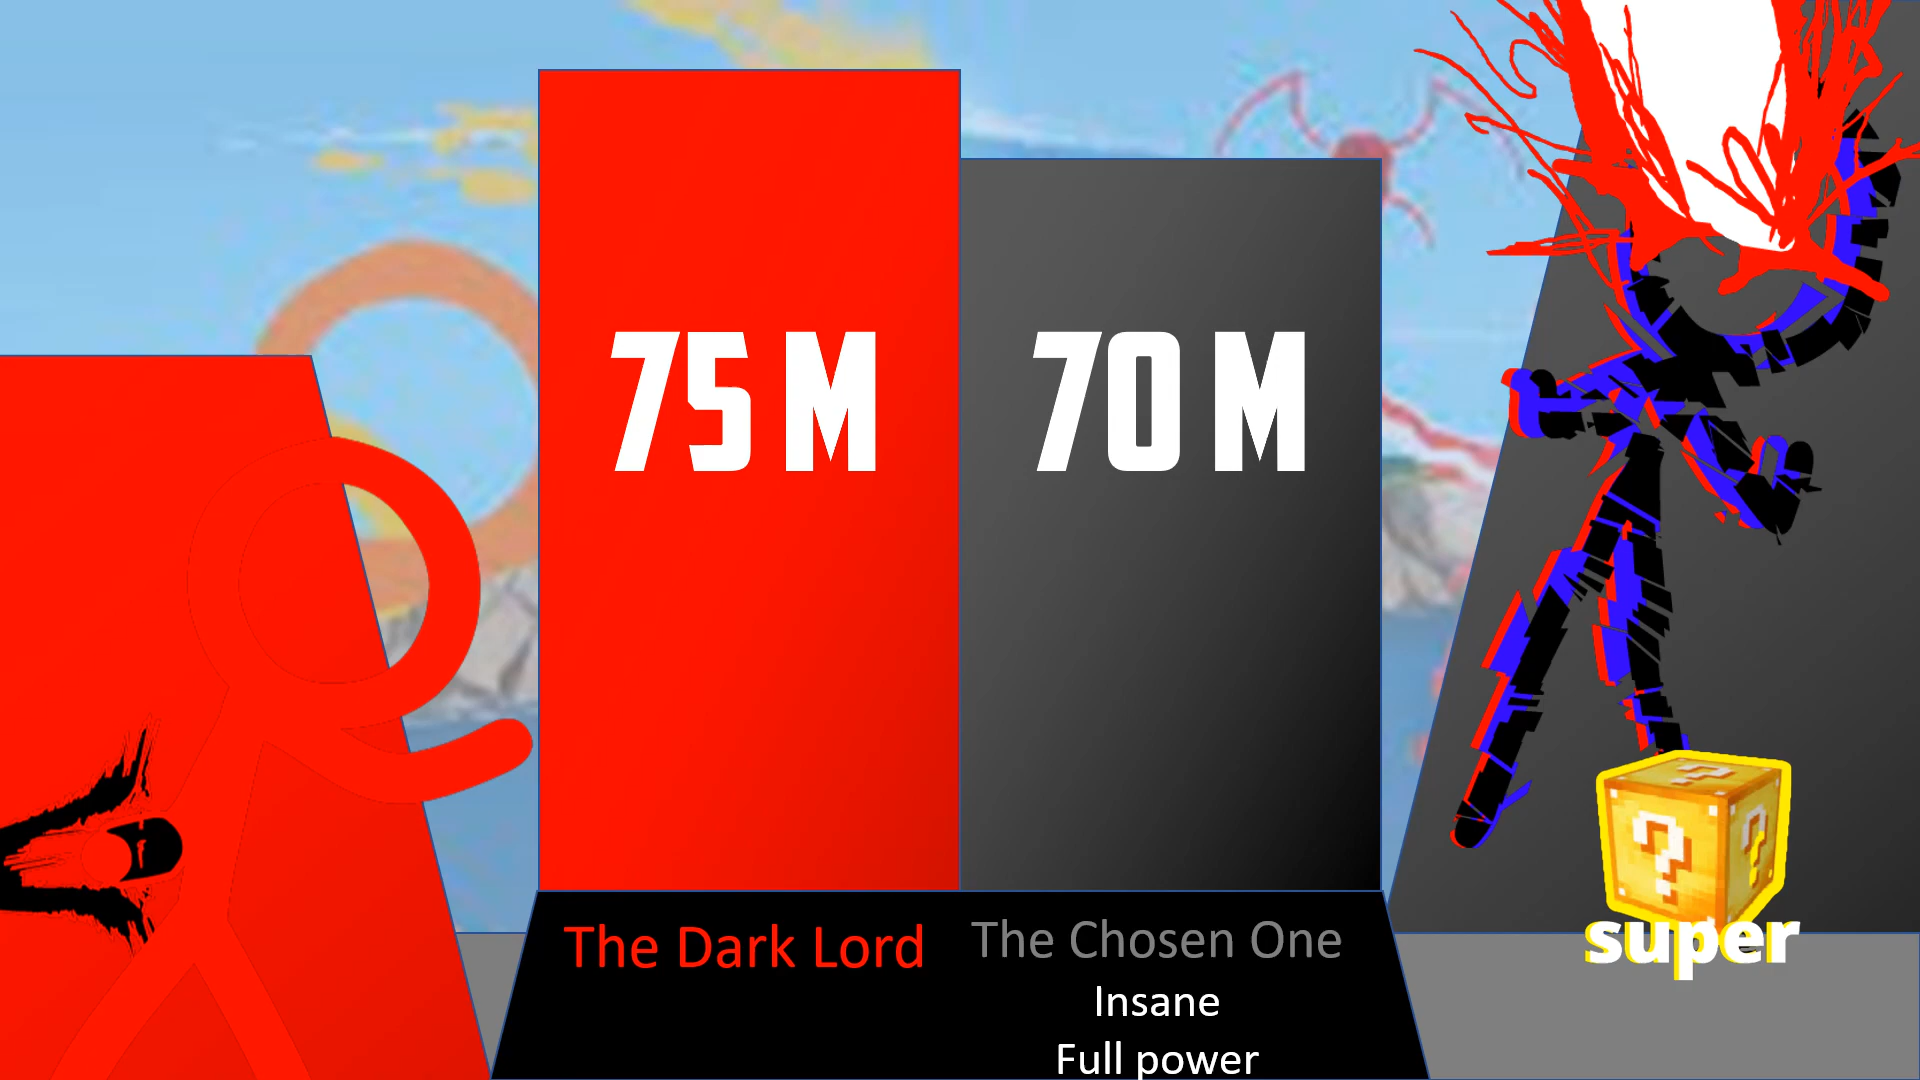 75 M
70 M
The Dark Lord
The Chosen One
Insane
Full power
?
?
?
super